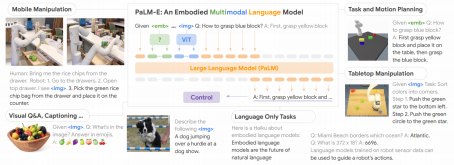 Mobile Manipulation
Human: Bring me the rice chips from the
drawer. Robot: 1. Go to the drawers, 2. Open
top drawer. I see <img>. 3. Pick the green rice
chip bag from the drawer and place it on the
counter.
Visual Q&A, Captioning ...
Given <img>. Q: What's in the
image? Answer in emojis.
A:
PaLM-E: An Embodied Multimodal Language Model
Given <emb> ... <img> Q: How to grasp blue block? A: First, grasp yellow block
?
ViT
Large Language Model (PaLM)
Control
A: First, grasp yellow block and ...
Describe the
following <img>:
A dog jumping
over a hurdle at a
dog show.
Language Only Tasks
Here is a Haiku about
embodied language models:
Embodied language
models are the future of
natural language
Task and Motion Planning
Given <emb> Q: How
to grasp blue block?
A: First grasp yellow
block and place it on
the table, then grasp
the blue block.
Tabletop Manipulation
Given <img> Task: Sort
colors into corners.
Step 1. Push the green
star to the bottom left.
Step 2. Push the green
circle to the green star.
Q: Miami Beach borders which ocean? A: Atlantic.
Q: What is 372 x 18? A: 6696.
Language models trained on robot sensor data can
be used to guide a robot's actions.